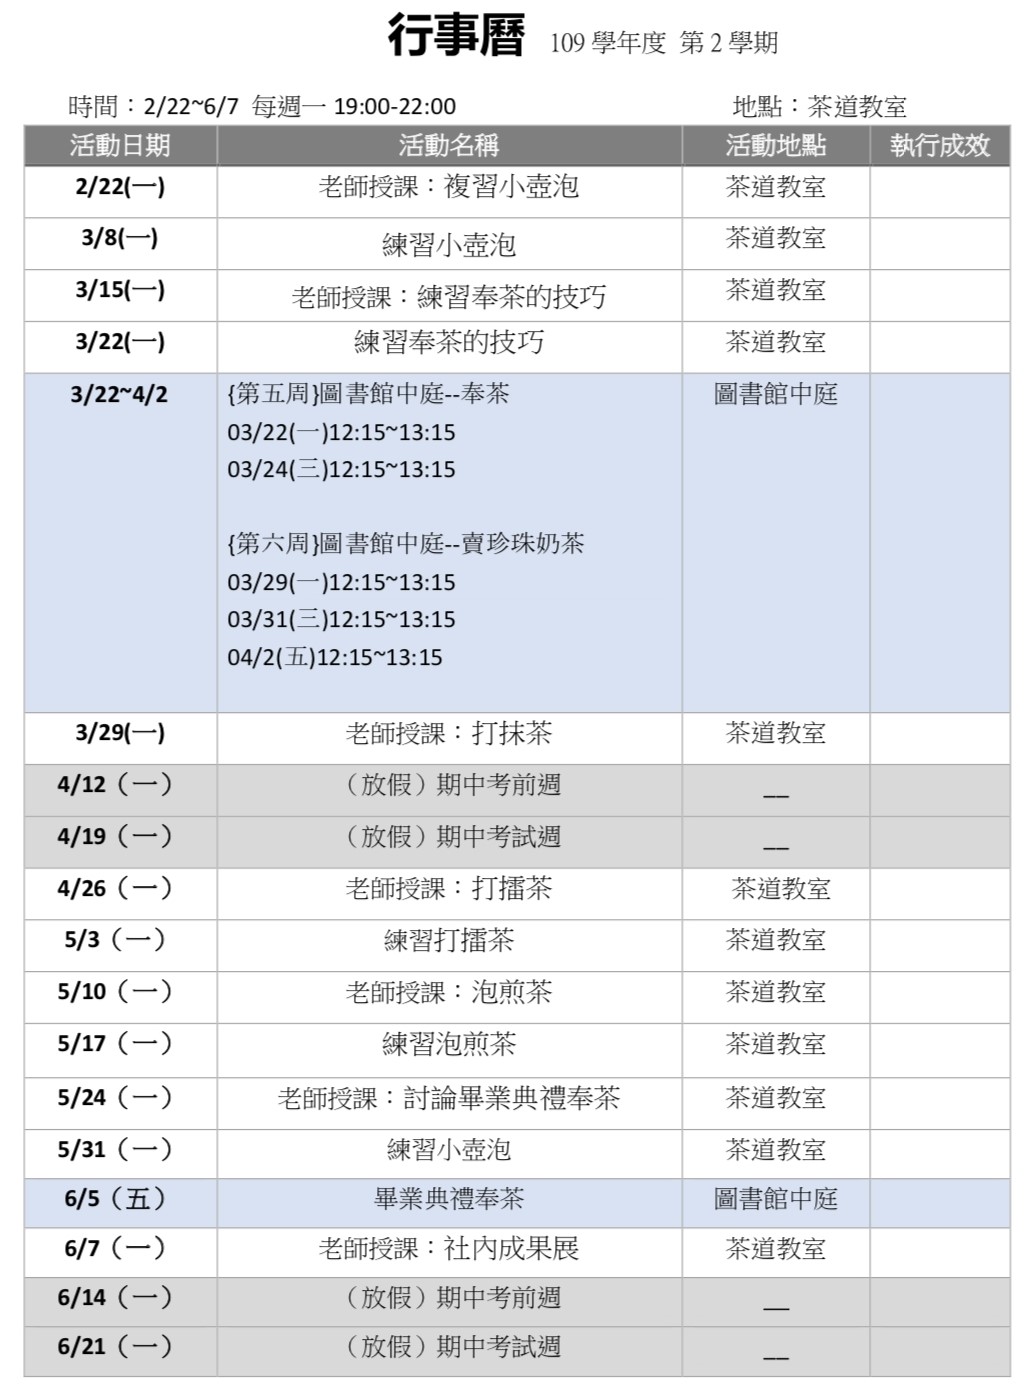 行事曆 109 學年度 第 2 學期
時間：2/22~6/7 每週一 19:00-22:00 地點：茶道教室
活動日期 活動名稱 活動地點 執行成效
2/22(一) 老師授課：複習小壺泡 茶道教室
3/8(一) 練習小壺泡 茶道教室
3/15(一) 老師授課：練習奉茶的技巧 茶道教室
3/22(一) 練習奉茶的技巧 茶道教室
3/22~4/2 {第五周}圖書館中庭--奉茶 圖書館中庭
03/22(一)12:15~13:15
03/24(三)12:15~13:15
{第六周}圖書館中庭--賣珍珠奶茶
03/29(一)12:15~13:15
03/31(三)12:15~13:15
04/2(五)12:15~13:15
3/29(一) 老師授課：打抹茶 茶道教室
4/12（一） （放假）期中考前週 __
4/19（一） （放假）期中考試週 __
4/26（一） 老師授課：打擂茶 茶道教室
5/3（一） 練習打擂茶 茶道教室
5/10（一） 老師授課：泡煎茶 茶道教室
5/17（一） 練習泡煎茶 茶道教室
5/24（一） 老師授課：討論畢業典禮奉茶 茶道教室
5/31（一） 練習小壺泡 茶道教室
6/5（五） 畢業典禮奉茶 圖書館中庭
6/7（一） 老師授課：社內成果展 茶道教室
6/14（一） （放假）期中考前週 __
6/21（一） （放假）期中考試週 __